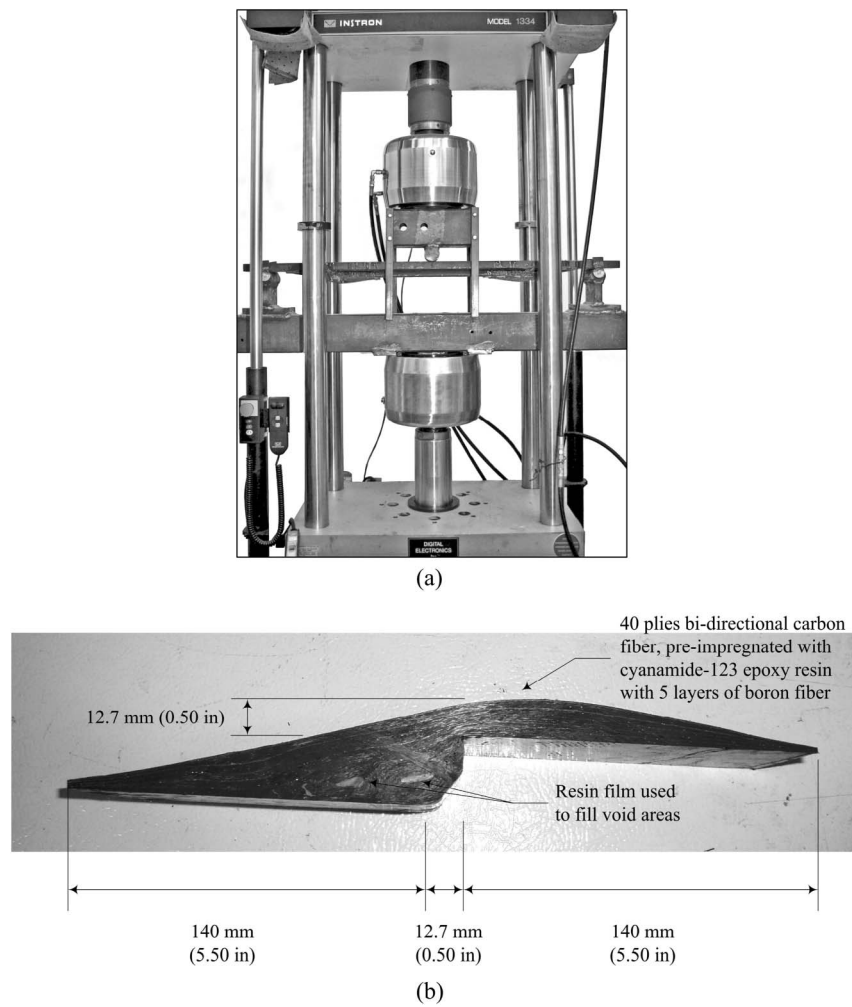 INSTRON MODEL 1334
DIGITAL
ELECTRONICS
(a)
40 plies bi-directional carbon
fiber, pre-impregnated with
cyanamide-123 epoxy resin
with 5 layers of boron fiber
12.7 mm (0.50 in)
Resin film used
to fill void areas
140 mm 12.7 mm 140 mm
(5.50 in) (0.50 in) (5.50 in)
(b)